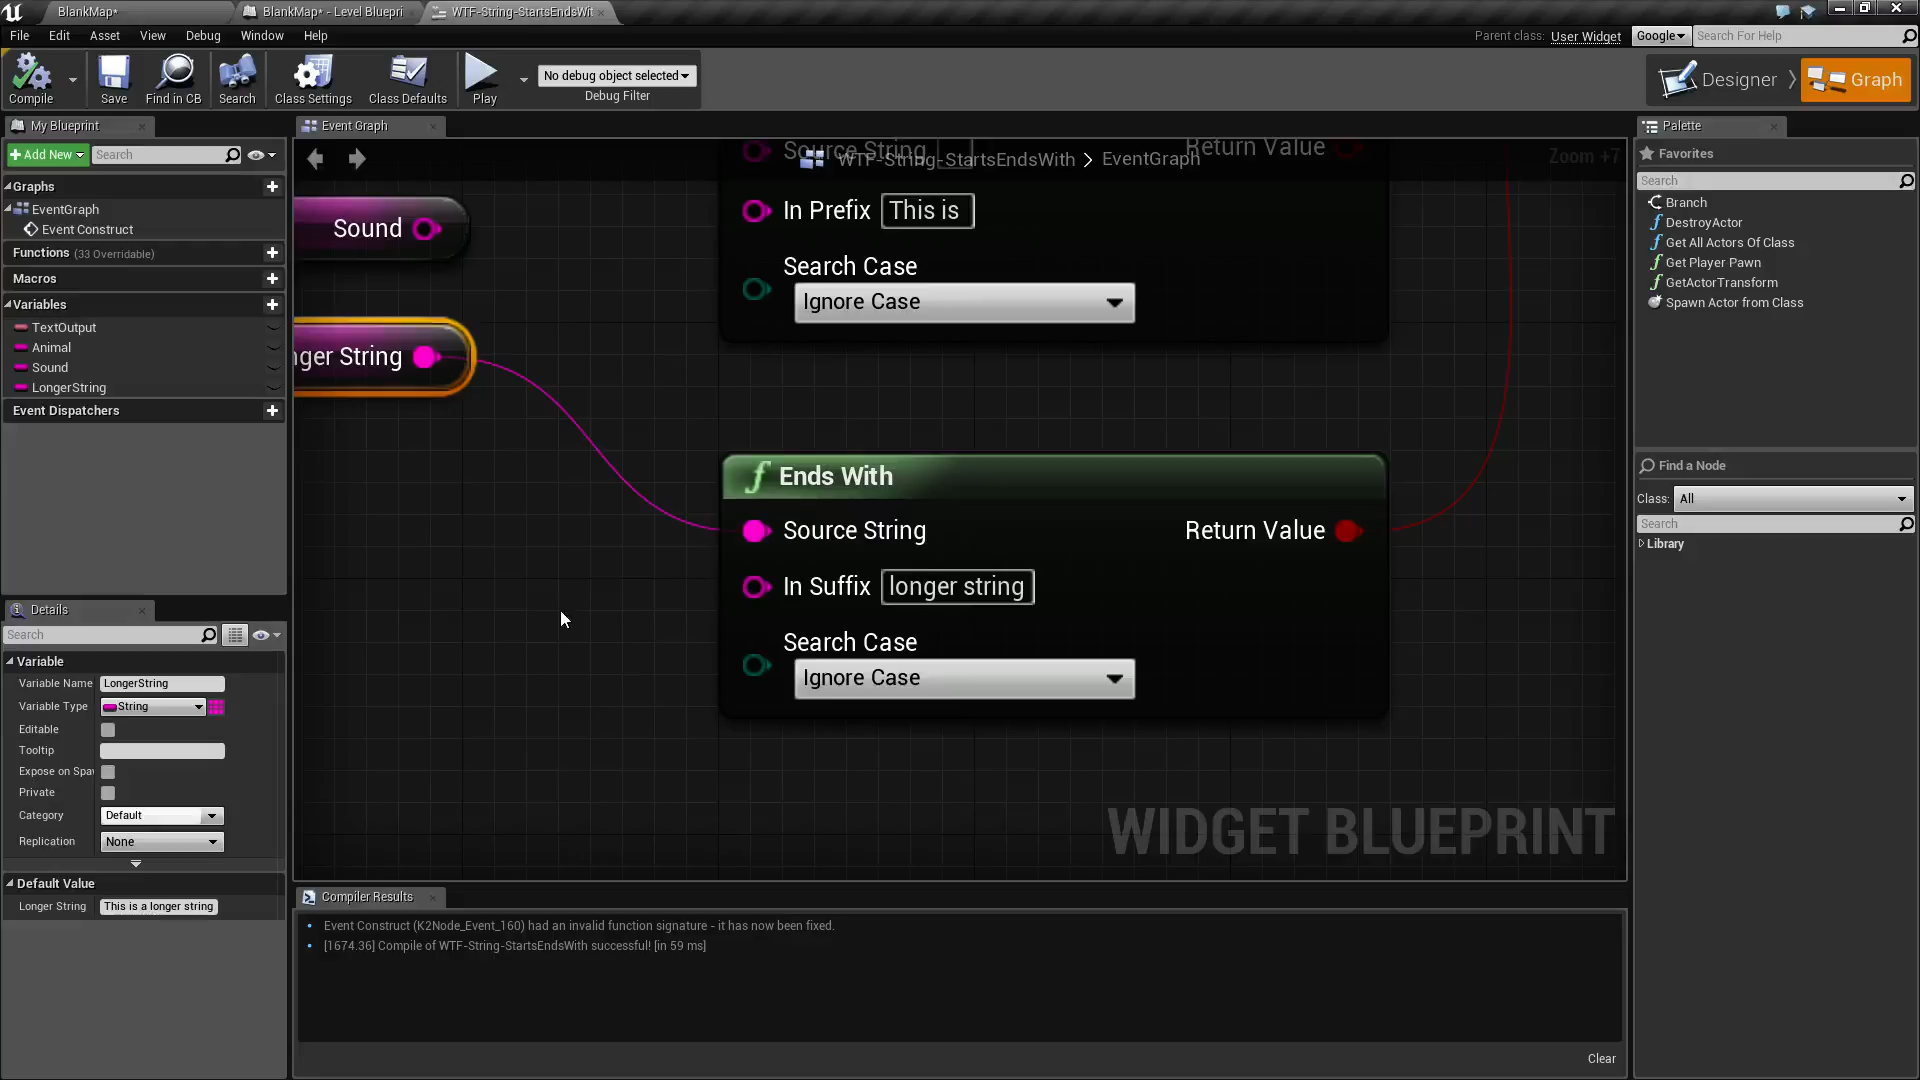 BlankMap*
BlankMap* - Level Bluepri
WTF-String-StartsEndsWit
File Edit Asset View Debug Window Help
Parent class: User Widget Google Search For Help
Compile Save Find in CB Search Class Settings Class Defaults Play
No debug object selected
Debug Filter
Designer Graph
My Blueprint
Add New Search
Graphs
EventGraph
Event Construct
Functions (33 Overridable)
Macros
Variables
TextOutput
Animal
Sound
LongerString
Event Dispatchers
Details
Search
Variable
Variable Name LongerString
Variable Type String
Editable
Tooltip
Expose on Spa
Private
Category Default
Replication None
Default Value
Longer String This is a longer string
Event Graph
WTF-String-StartsEndsWith > EventGraph
Zoom +7
Source String Return Value
In Prefix This is
Search Case
Ignore Case
Sound
nger String
Ends With
Source String Return Value
In Suffix longer string
Search Case
Ignore Case
WIDGET BLUEPRINT
Compiler Results
Event Construct (K2Node_Event_160) had an invalid function signature - it has now been fixed.
[1674.36] Compile of WTF-String-StartsEndsWith successful! [in 59 ms]
Clear
Palette
Favorites
Search
Branch
DestroyActor
Get All Actors Of Class
Get Player Pawn
GetActorTransform
Spawn Actor from Class
Find a Node
Class: All
Search
Library